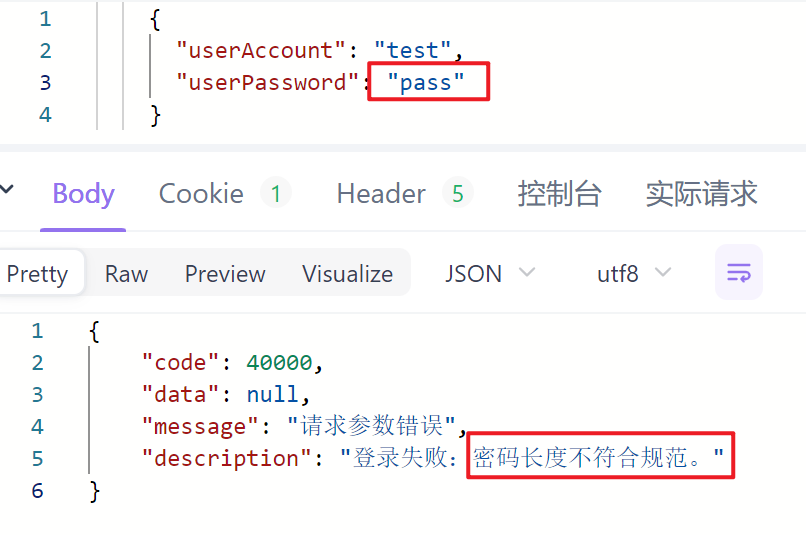 1 {
2 "userAccount": "test",
3 "userPassword": "pass"
4 }
Body Cookie 1 Header 5 控制台 实际请求
Pretty Raw Preview Visualize JSON utf8
1 {
2 "code": 40000,
3 "data": null,
4 "message": "请求参数错误",
5 "description": "登录失败：密码长度不符合规范。"
6 }